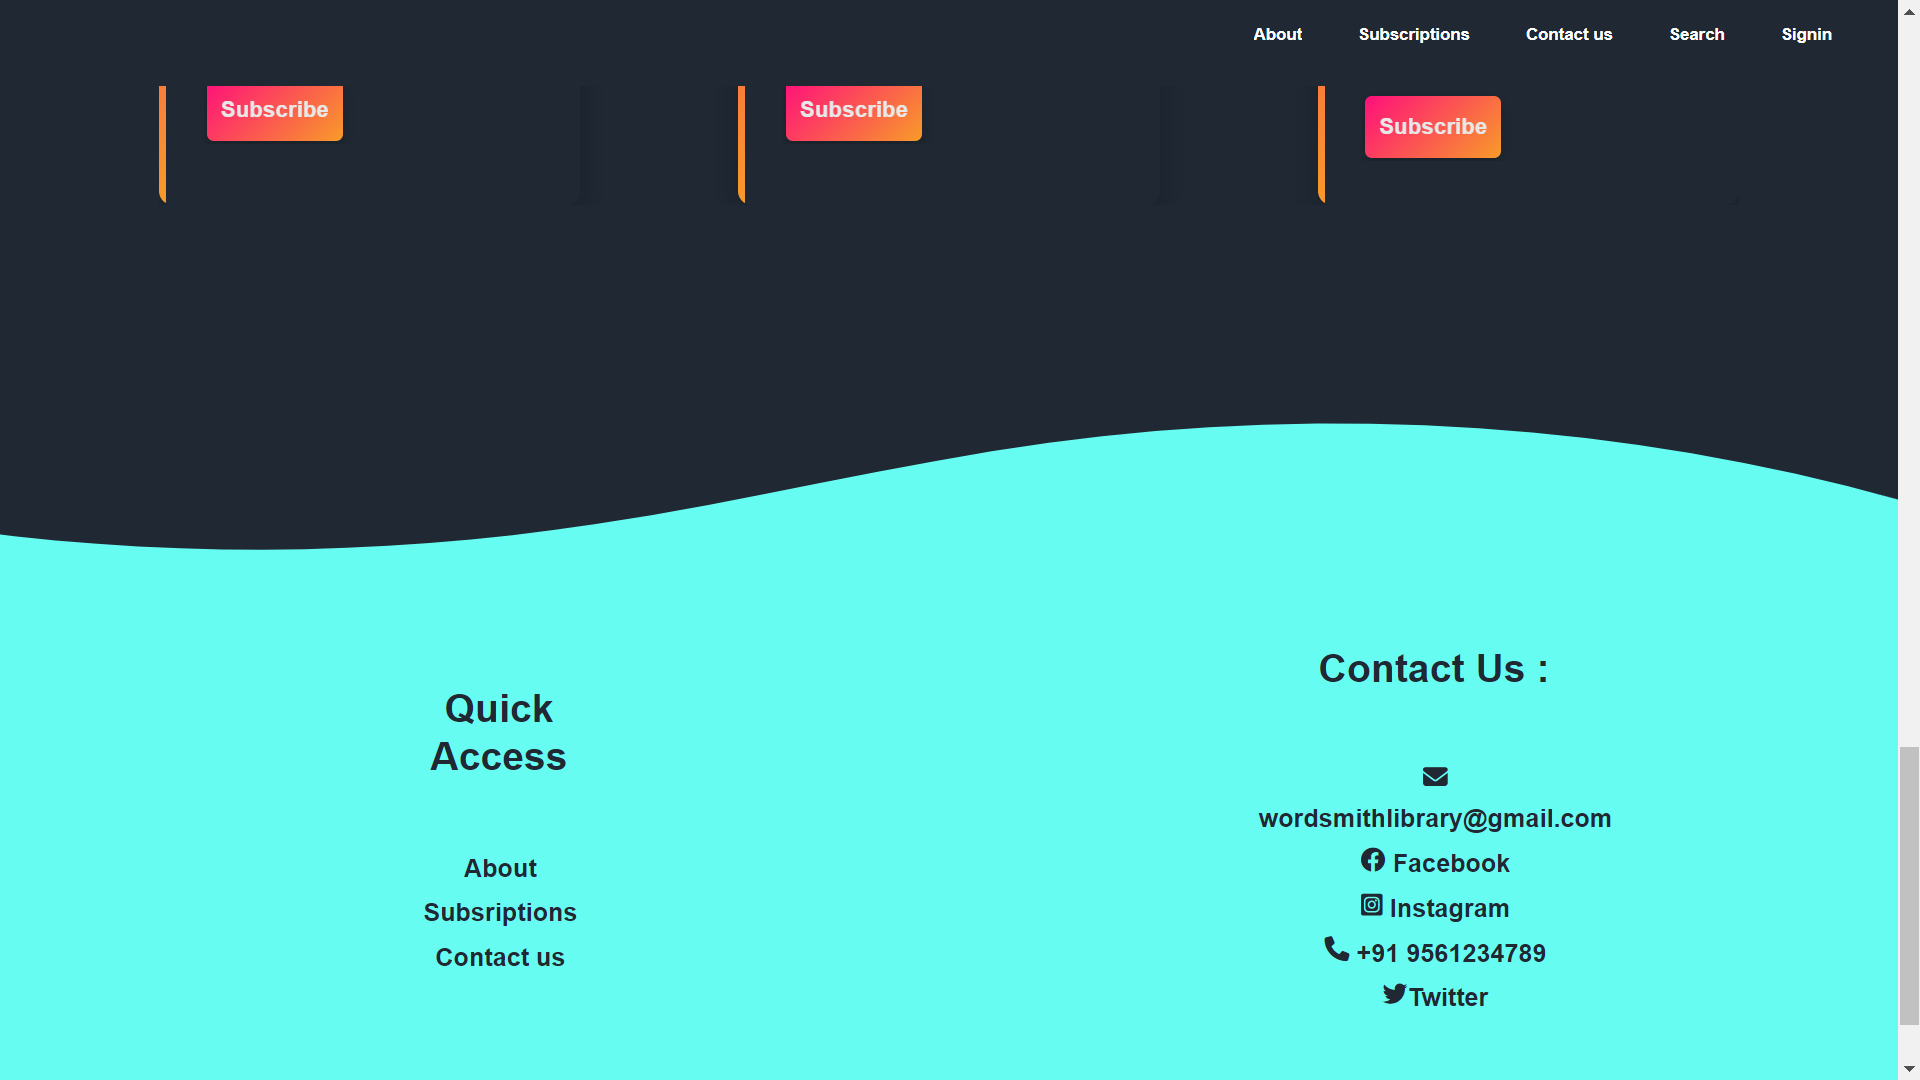 About Subscriptions Contact us Search Signin
Subscribe Subscribe Subscribe
Quick
Access
About
Subsriptions
Contact us
Contact Us :
wordsmithlibrary@gmail.com
Facebook
Instagram
+91 9561234789
Twitter